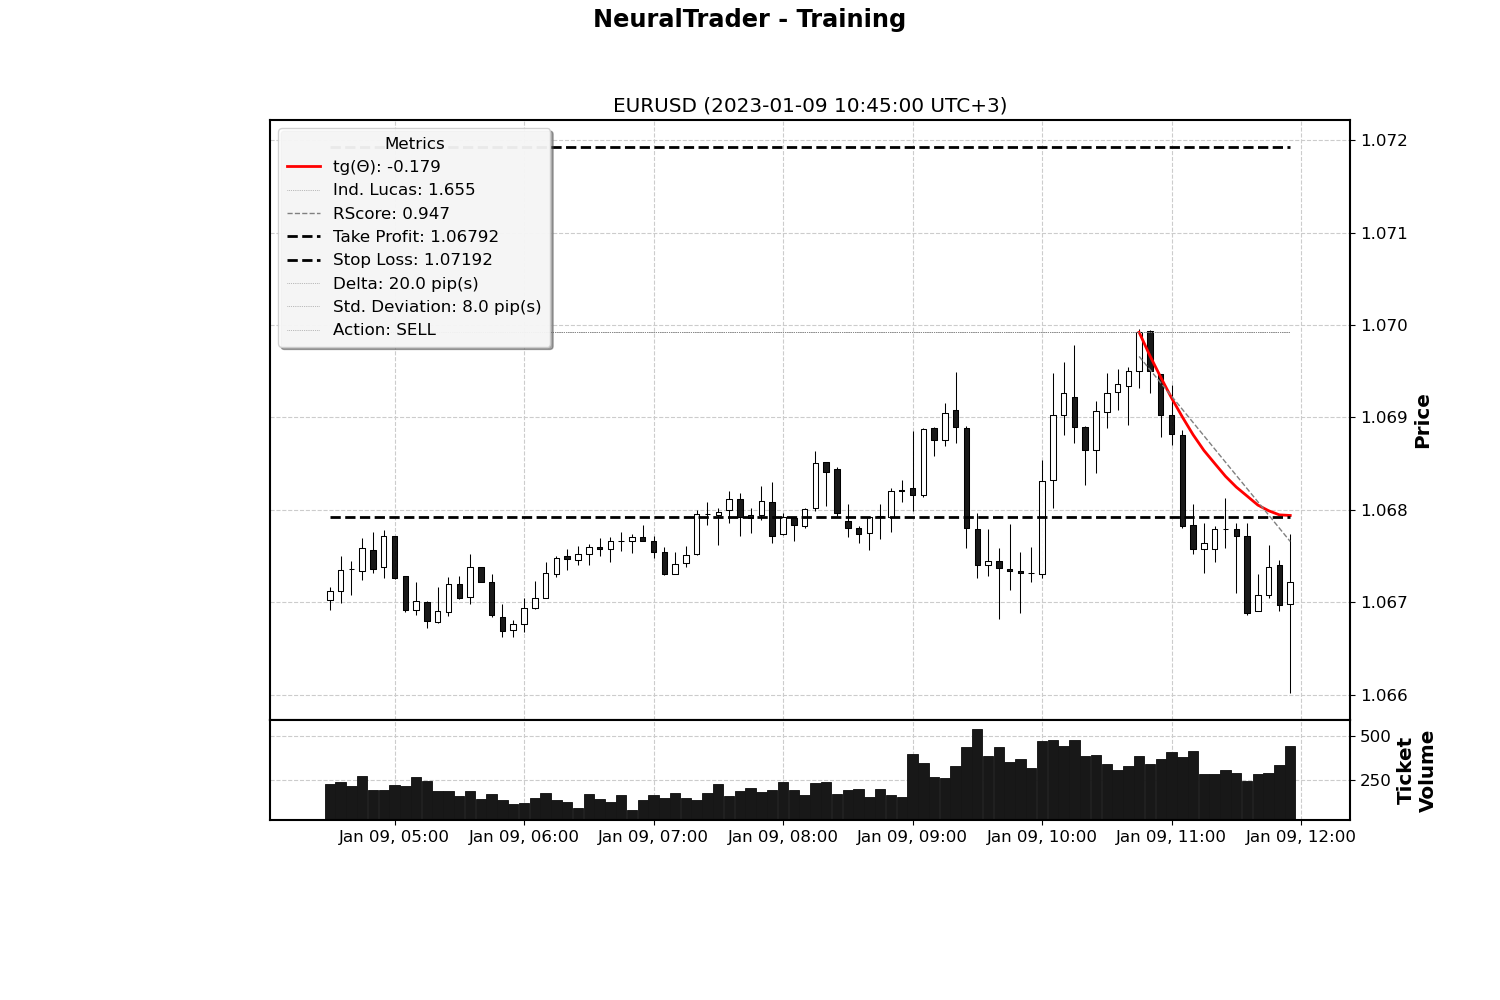 NeuralTrader - Training
EURUSD (2023-01-09 10:45:00 UTC+3)
Metrics
tg(Θ): -0.179
Ind. Lucas: 1.655
RScore: 0.947
Take Profit: 1.06792
Stop Loss: 1.07192
Delta: 20.0 pip(s)
Std. Deviation: 8.0 pip(s)
Action: SELL
1.072
1.071
1.070
1.069
1.068
1.067
1.066
Price
500
250
Ticket
Volume
Jan 09, 05:00
Jan 09, 06:00
Jan 09, 07:00
Jan 09, 08:00
Jan 09, 09:00
Jan 09, 10:00
Jan 09, 11:00
Jan 09, 12:00